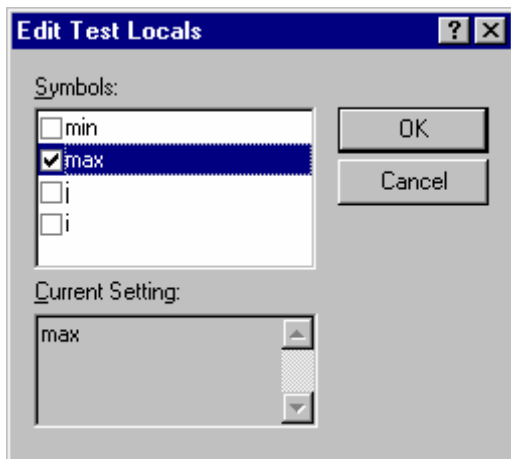 Edit Test Locals
Symbols:
min
max
j
i
OK
Cancel
Current Setting:
max